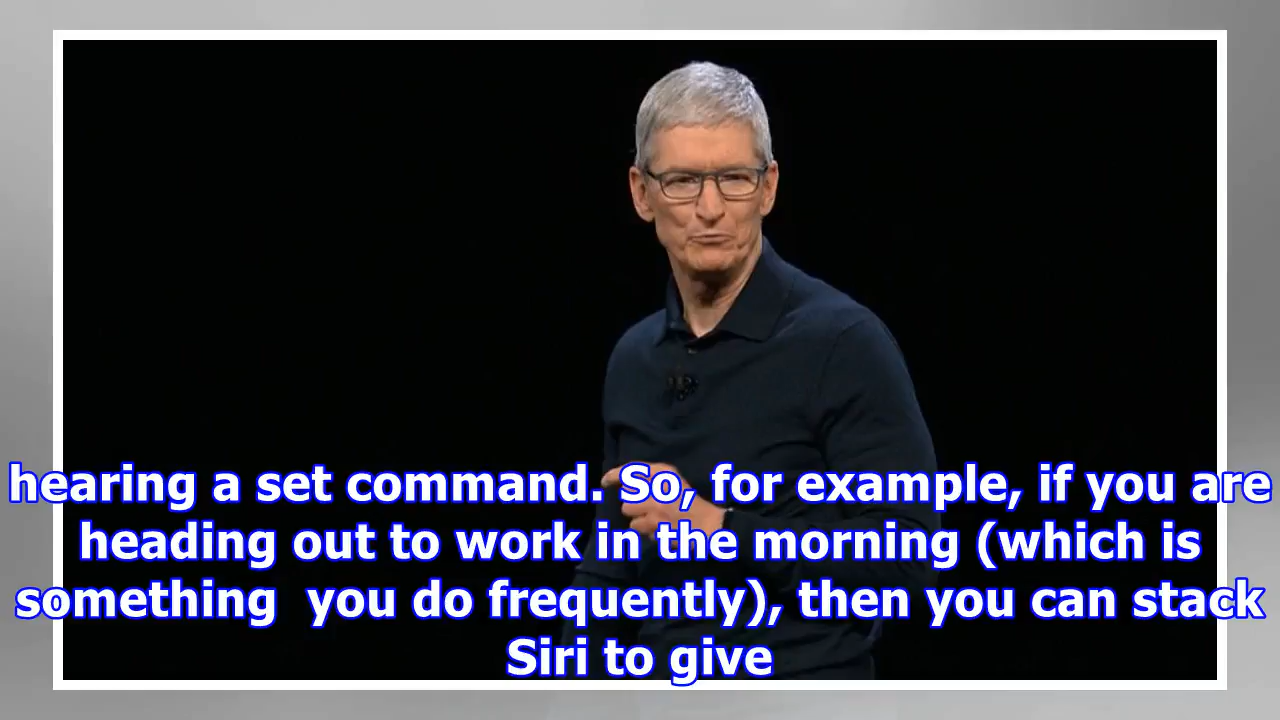 hearing a set command. So, for example, if you are
heading out to work in the morning (which is
something  you do frequently), then you can stack
Siri to give